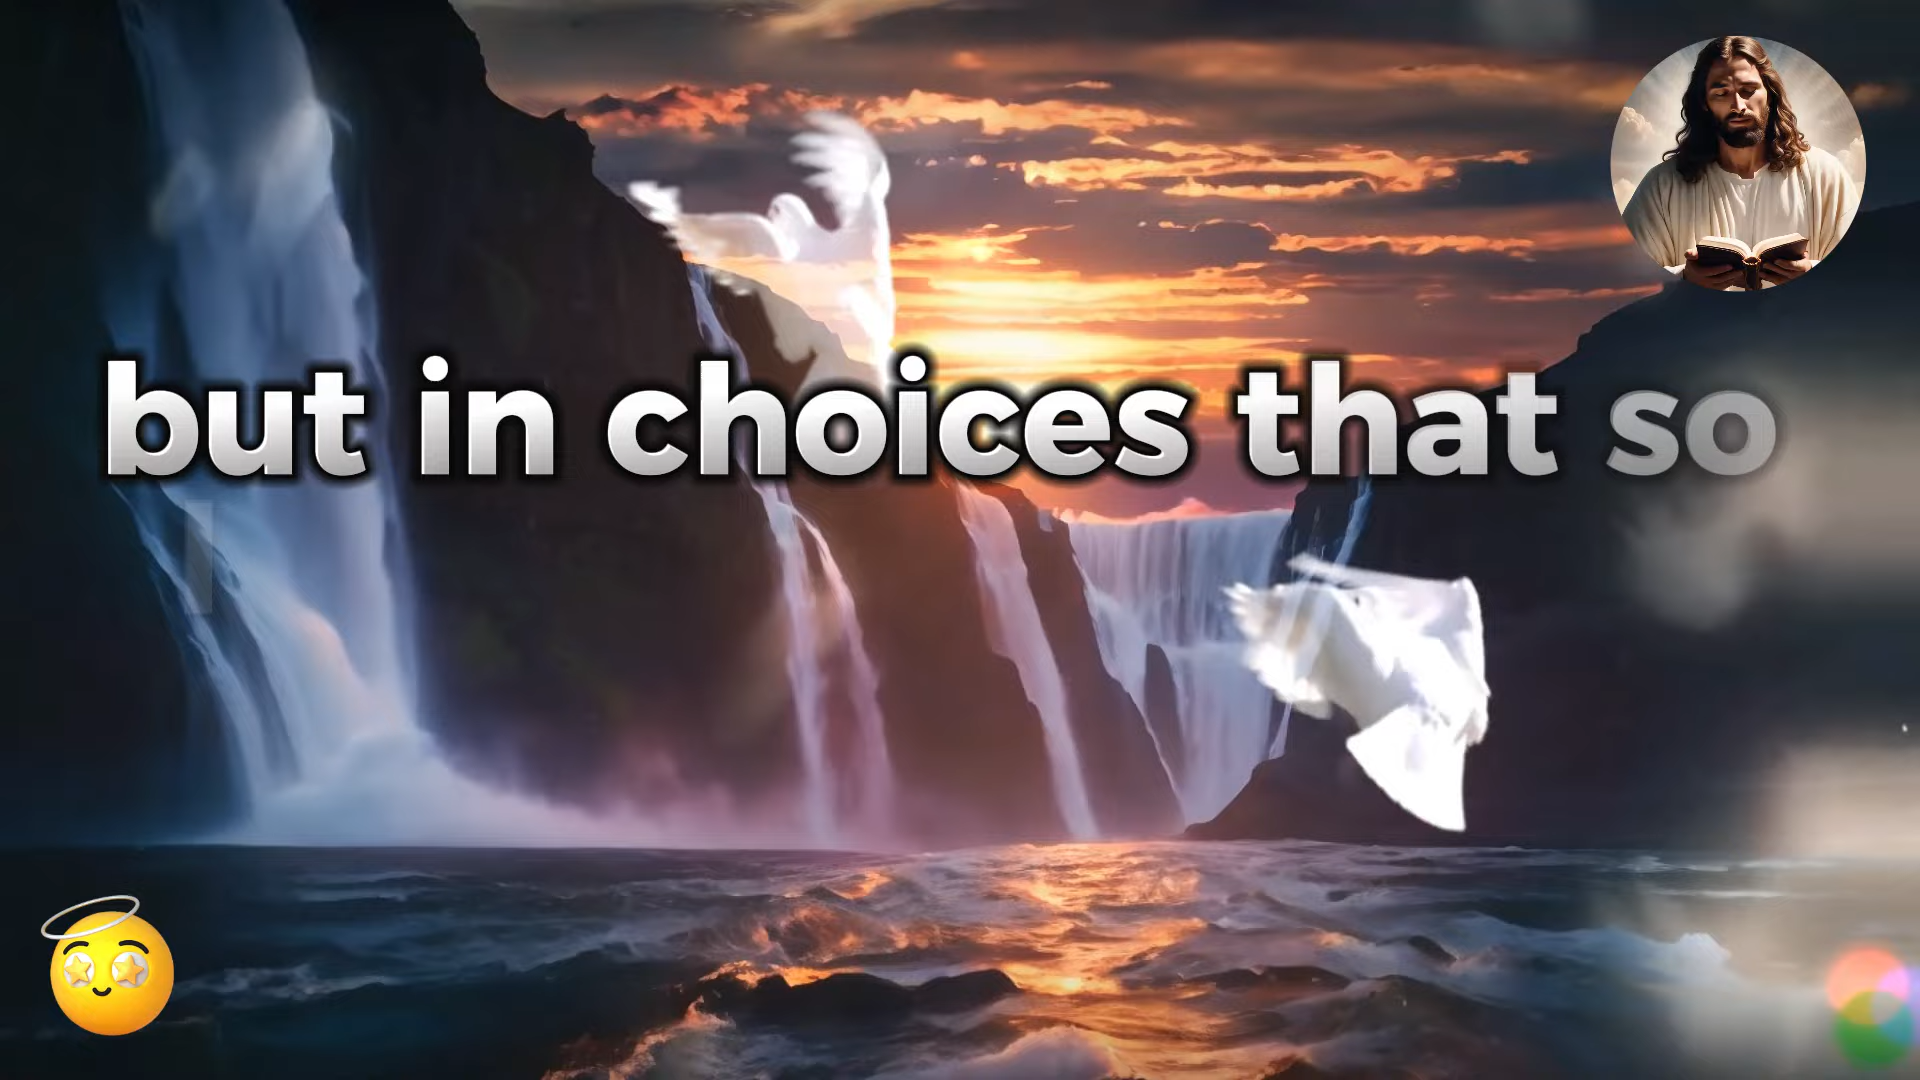 but in choices that so